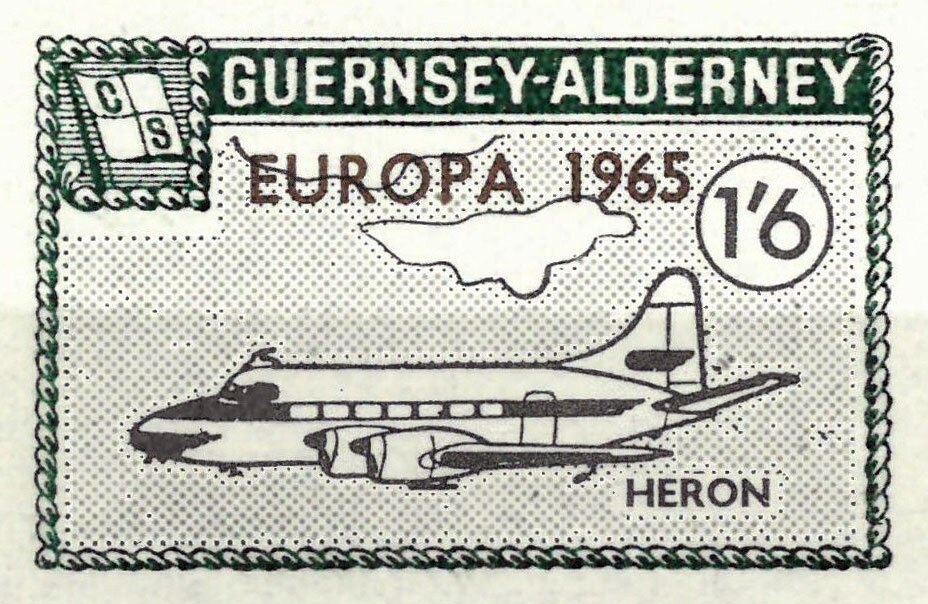 C
S
GUERNSEY-ALDERNEY
EUROPA 1965
1'6
HERON